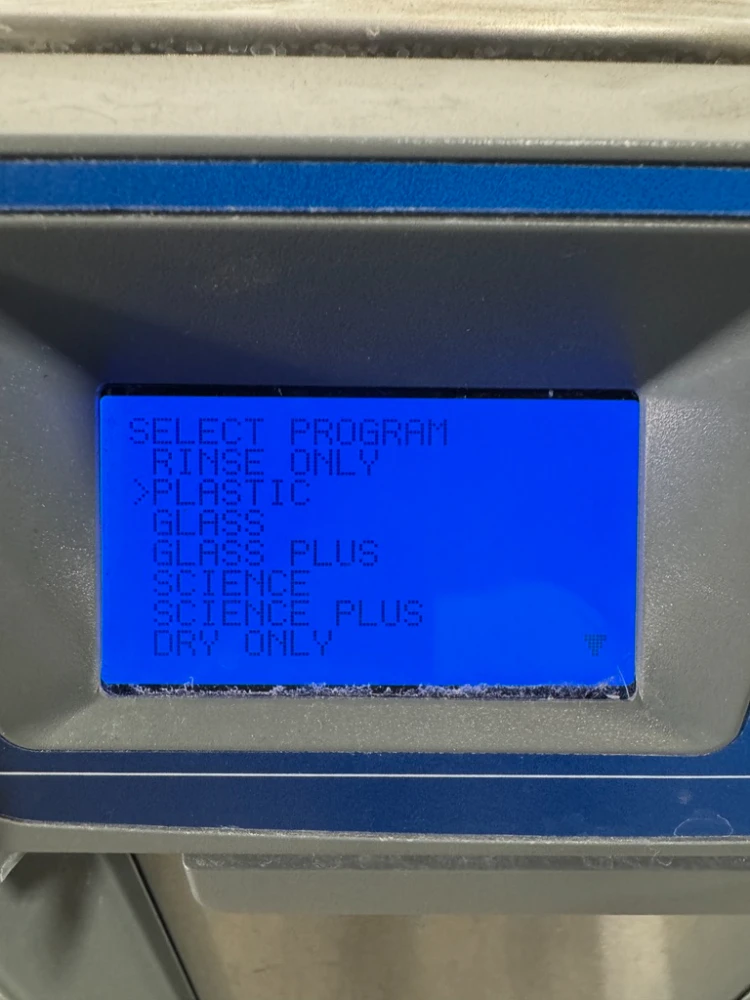 SELECT PROGRAM
RINSE ONLY
>PLASTIC
GLASS
GLASS PLUS
SCIENCE
SCIENCE PLUS
DRY ONLY